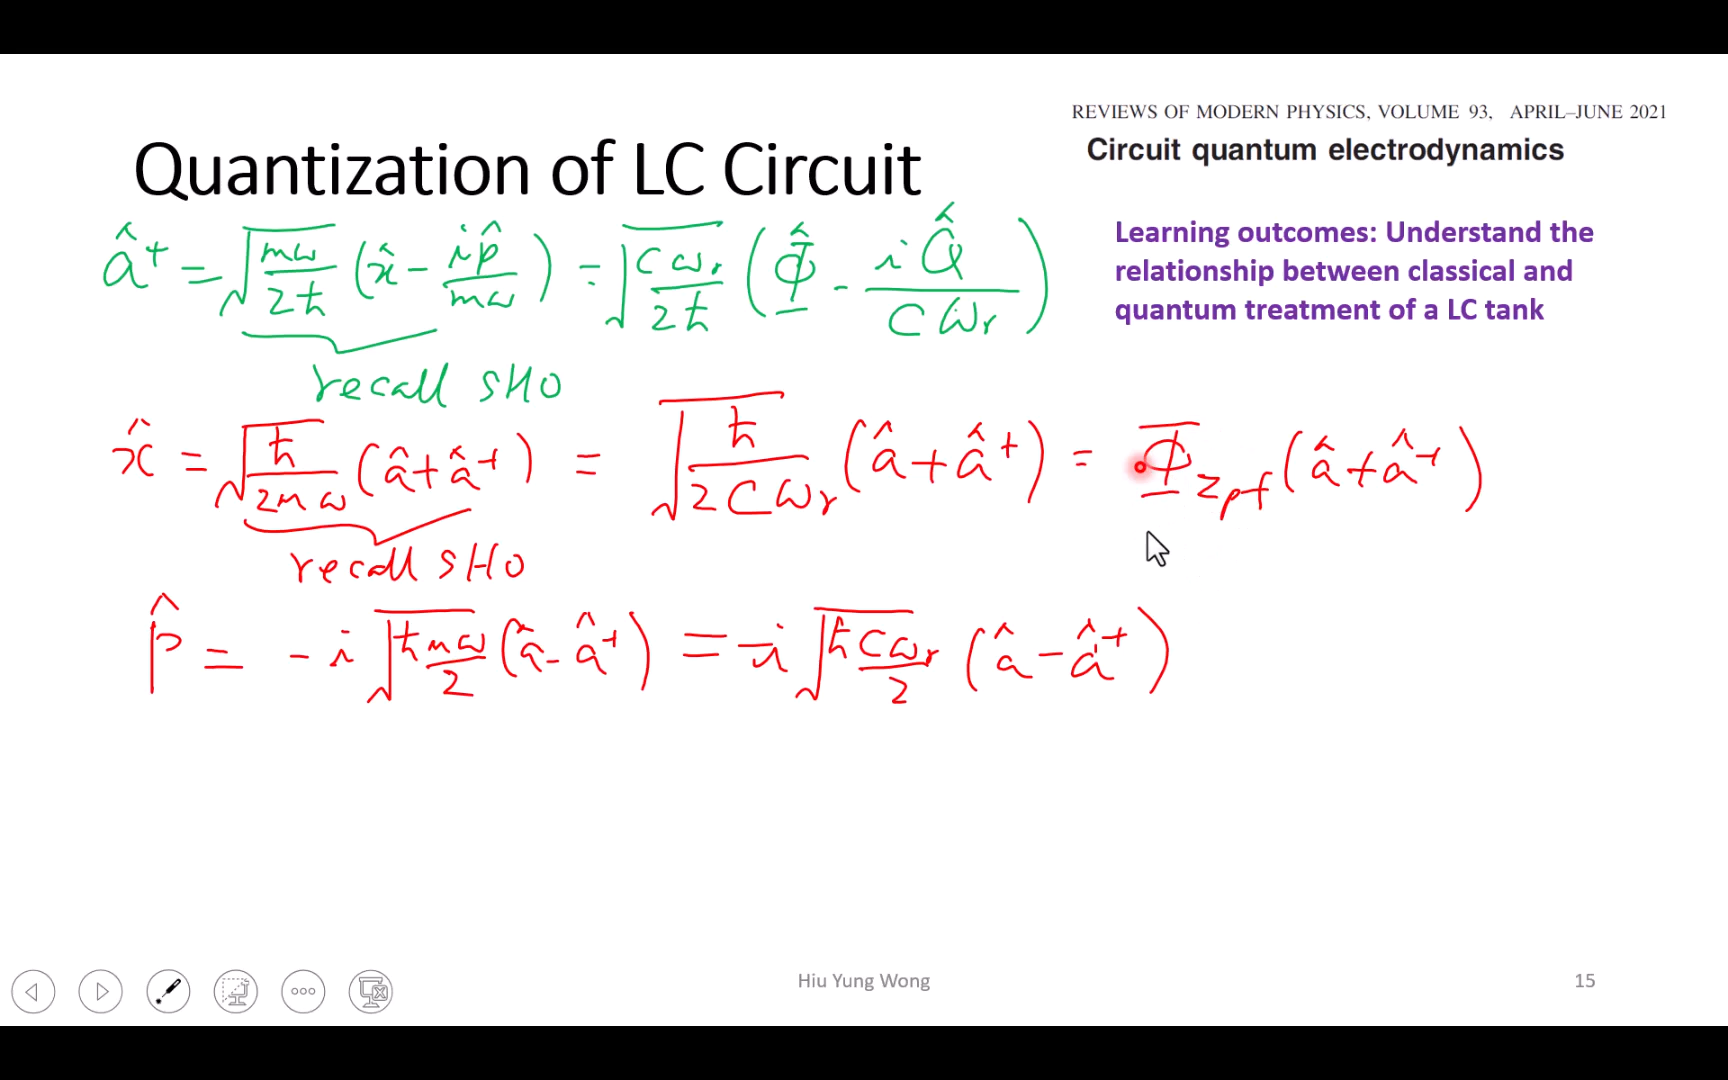 REVIEWS OF MODERN PHYSICS, VOLUME 93, APRIL–JUNE 2021
Circuit quantum electrodynamics
Quantization of LC Circuit
Learning outcomes: Understand the
relationship between classical and
quantum treatment of a LC tank
â† = √(mω/2ħ) (x̂ − ip̂/mω) = √(Cωr/2ħ) (Φ̂ − iQ̂/Cωr)
recall SHO
x̂ = √(ħ/2mω) (â + â†) = √(ħ/2Cωr) (â + â†) = Φzpf (â + â†)
recall SHO
p̂ = −i √(ħmω/2) (â − â†) = −i √(ħCωr/2) (â − â†)
Hiu Yung Wong
15